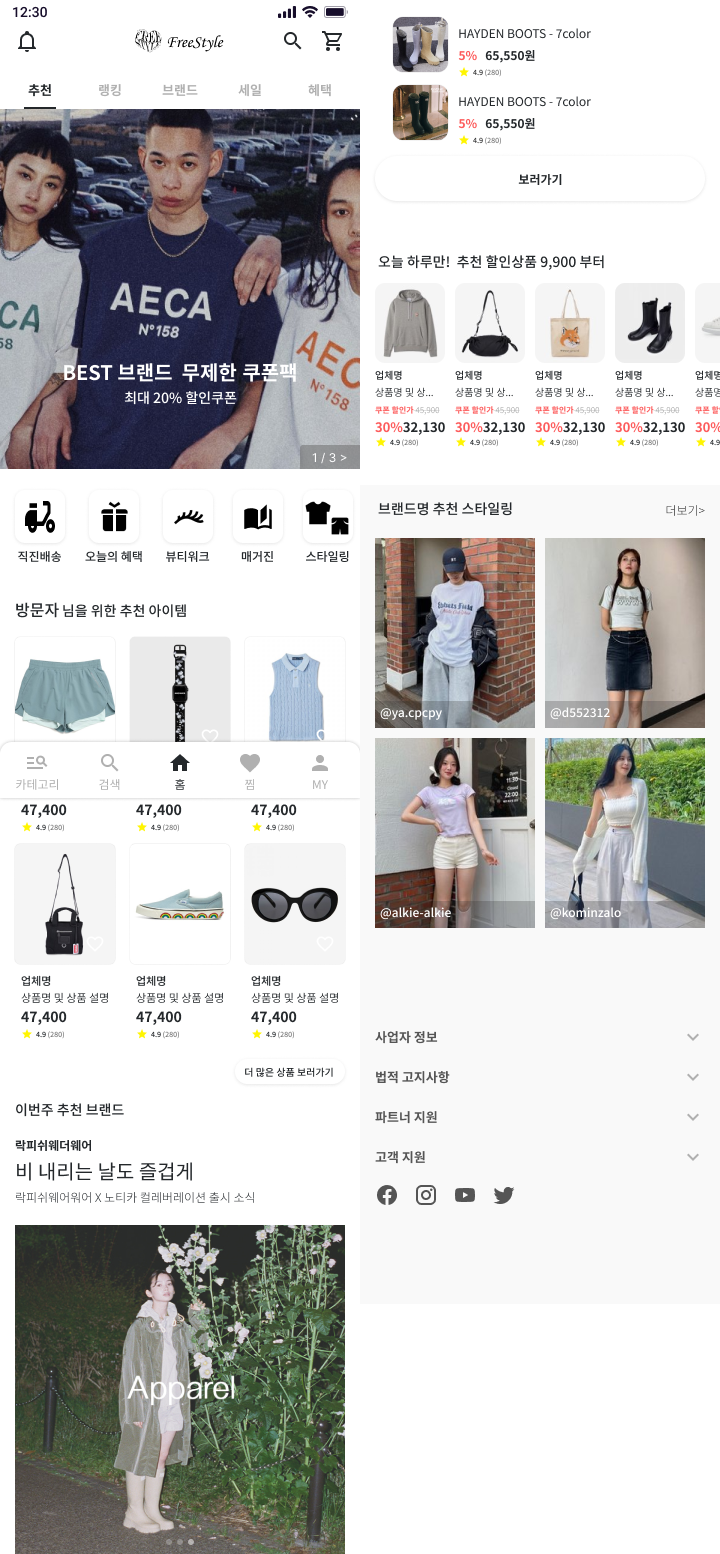 12:30
FreeStyle
추천 랭킹 브랜드 세일 혜택
AECA
N°158
CA
AEC
N°158
BEST 브랜드 무제한 쿠폰팩
최대 20% 할인쿠폰
1 / 3 >
직진배송 오늘의 혜택 뷰티워크 매거진 스타일링
방문자 님을 위한 추천 아이템
카테고리 검색 홈 찜 MY
47,400 47,400 47,400
4.9 (280) 4.9 (280) 4.9 (280)
업체명 업체명 업체명
상품명 및 상품 설명 상품명 및 상품 설명 상품명 및 상품 설명
47,400 47,400 47,400
4.9 (280) 4.9 (280) 4.9 (280)
더 많은 상품 보러가기
이번주 추천 브랜드
락피쉬웨더웨어
비 내리는 날도 즐겁게
락피쉬웨어워어 X 노티카 컬레버레이션 출시 소식
Apparel
HAYDEN BOOTS - 7color
5% 65,550원
4.9 (280)
HAYDEN BOOTS - 7color
5% 65,550원
4.9 (280)
보러가기
오늘 하루만! 추천 할인상품 9,900 부터
업체명 업체명 업체명 업체명 업체
상품명 및 상... 상품명 및 상... 상품명 및 상... 상품명 및 상... 상품
쿠폰 할인가 45,900 쿠폰 할인가 45,900 쿠폰 할인가 45,900 쿠폰 할인가 45,900 쿠폰 할
30%32,130 30%32,130 30%32,130 30%32,130 30%
4.9 (280) 4.9 (280) 4.9 (280) 4.9 (280) 4.9
브랜드명 추천 스타일링
더보기>
@ya.cpcpy
@d552312
@alkie-alkie
@kominzalo
사업자 정보
법적 고지사항
파트너 지원
고객 지원